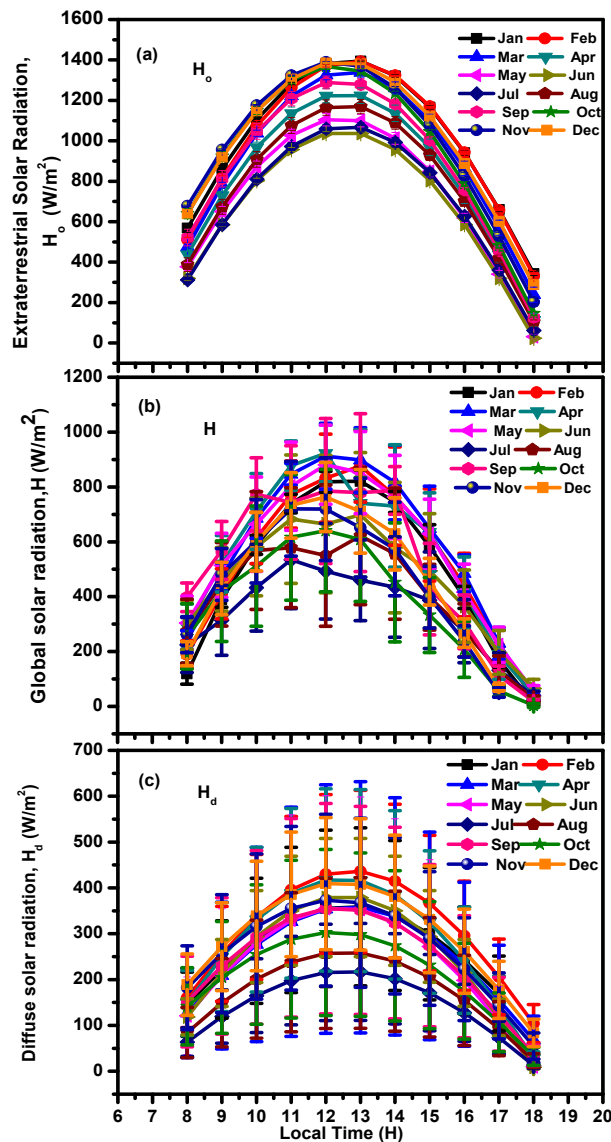 1600
1400
1200
1000
800
600
400
200
0
Extraterrestrial Solar Radiation,
Ho (W/m²)
(a)
Ho
Jan Feb
Mar Apr
May Jun
Jul Aug
Sep Oct
Nov Dec
1200
1000
800
600
400
200
0
Global solar radiation,H (W/m²)
(b)
H
Jan Feb
Mar Apr
May Jun
Jul Aug
Sep Oct
Nov Dec
700
600
500
400
300
200
100
0
Diffuse solar radiation, Hd (W/m²)
(c)
Hd
Jan Feb
Mar Apr
May Jun
Jul Aug
Sep Oct
Nov Dec
6 7 8 9 10 11 12 13 14 15 16 17 18 19 20
Local Time (H)